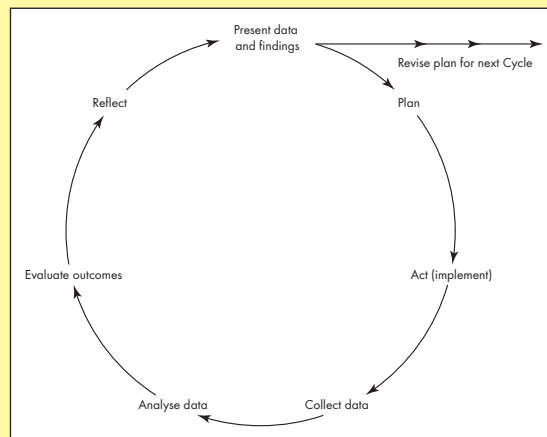 Present data
and findings
Revise plan for next Cycle
Plan
Act (implement)
Collect data
Analyse data
Evaluate outcomes
Reflect